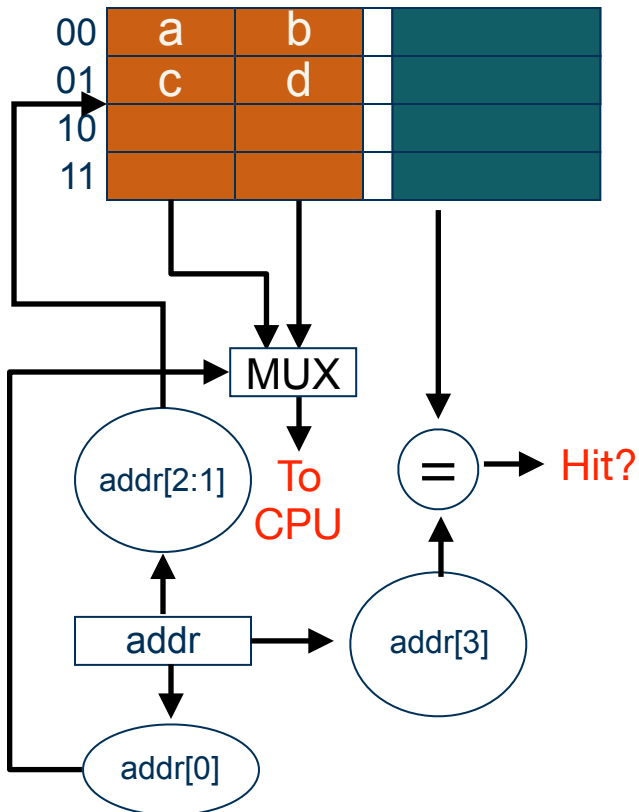 00 a b
01 c d
10
11
MUX
addr[2:1]
To
CPU
=
Hit?
addr
addr[3]
addr[0]